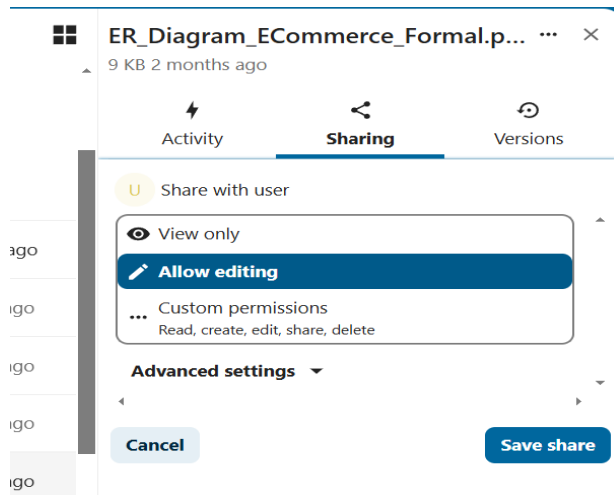 ER_Diagram_ECommerce_Formal.p...
9 KB 2 months ago
Activity
Sharing
Versions
U
Share with user
View only
Allow editing
Custom permissions
Read, create, edit, share, delete
Advanced settings
Cancel
Save share
ago
ago
ago
ago
ago